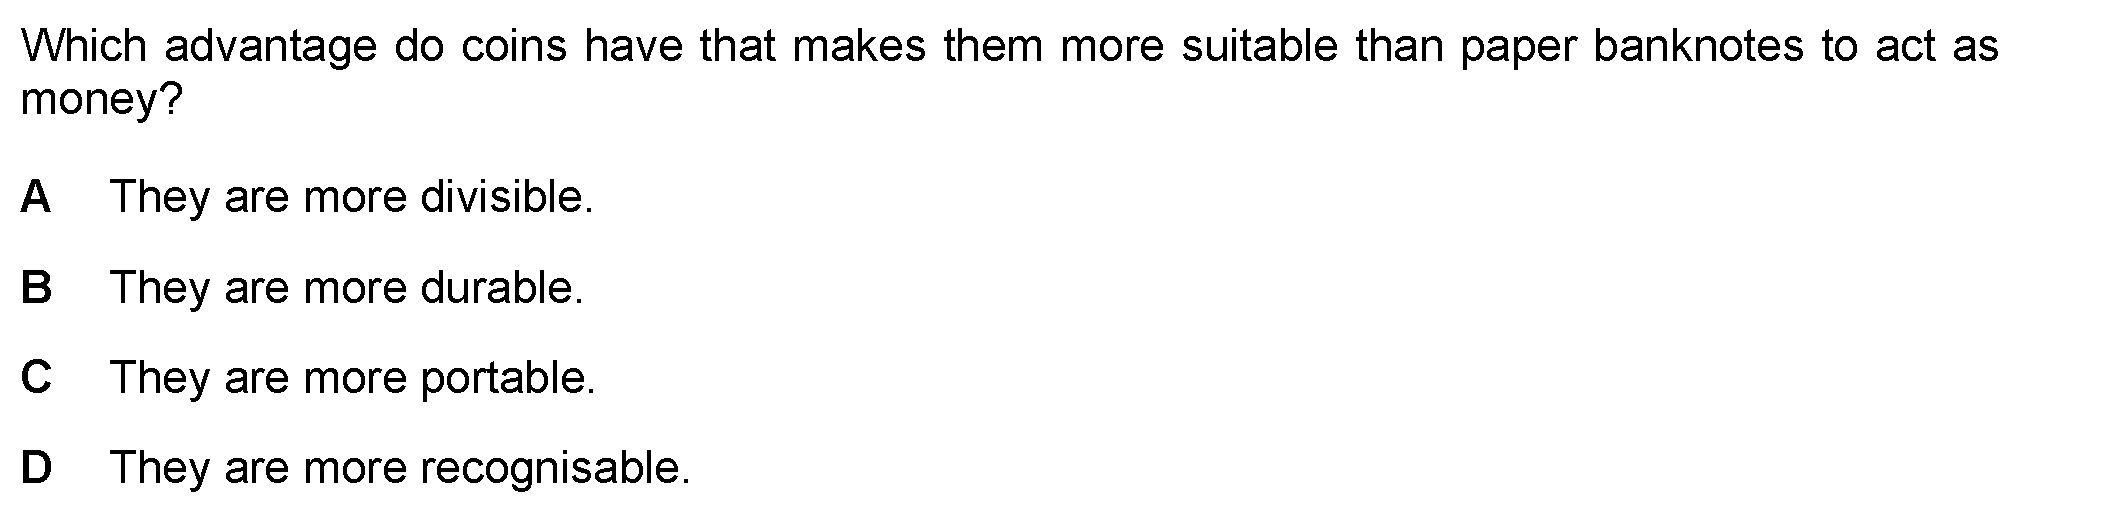 Which advantage do coins have that makes them more suitable than paper banknotes to act as
money?
A They are more divisible.
B They are more durable.
C They are more portable.
D They are more recognisable.